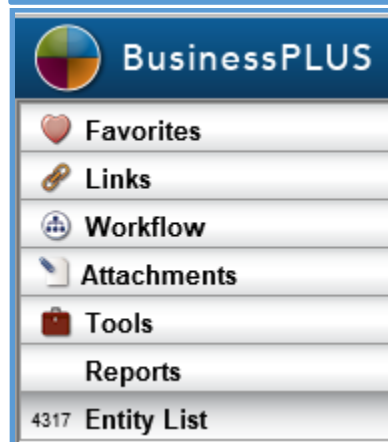 BusinessPLUS
Favorites
Links
Workflow
Attachments
Tools
Reports
4317 Entity List